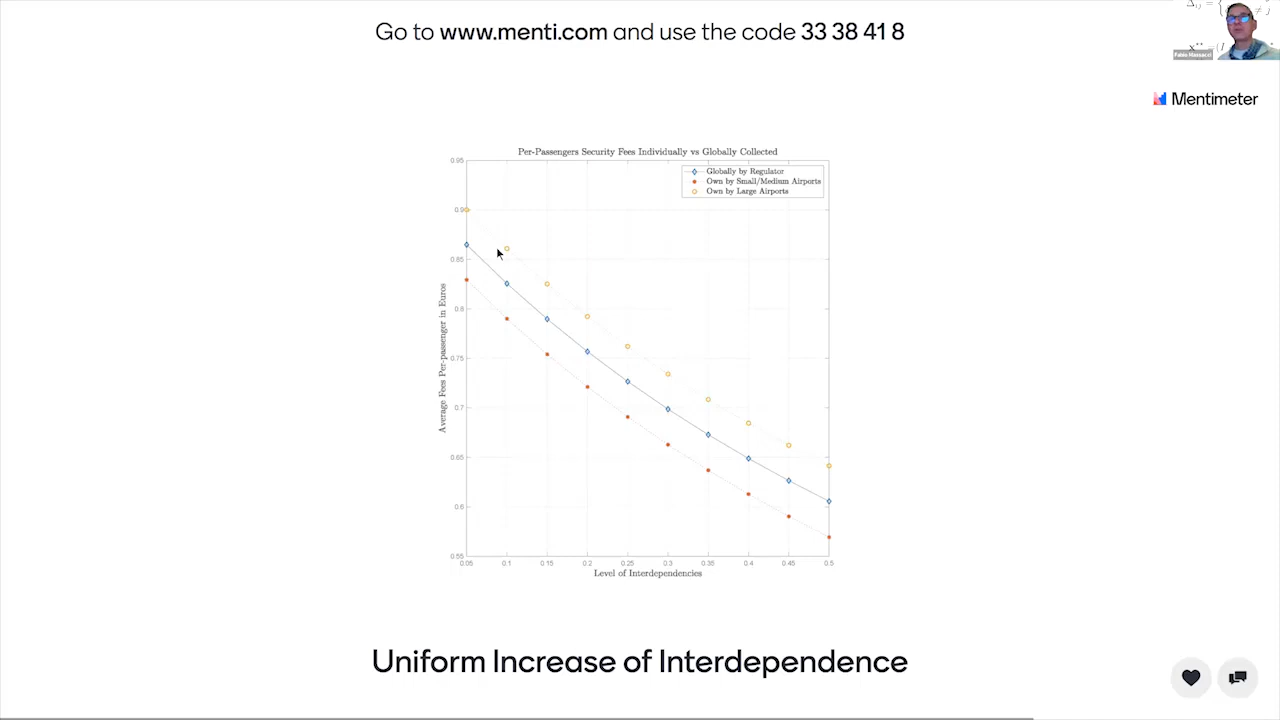 Go to www.menti.com and use the code 33 38 41 8
Fabio Massacci
Mentimeter
Per-Passengers Security Fees Individually vs Globally Collected
Globally by Regulator
Own by Small/Medium Airports
Own by Large Airports
Average Fees Per-passenger in Euros
0.95
0.9
0.85
0.8
0.75
0.7
0.65
0.6
0.55
0.05 0.1 0.15 0.2 0.25 0.3 0.35 0.4 0.45 0.5
Level of Interdependencies
Uniform Increase of Interdependence